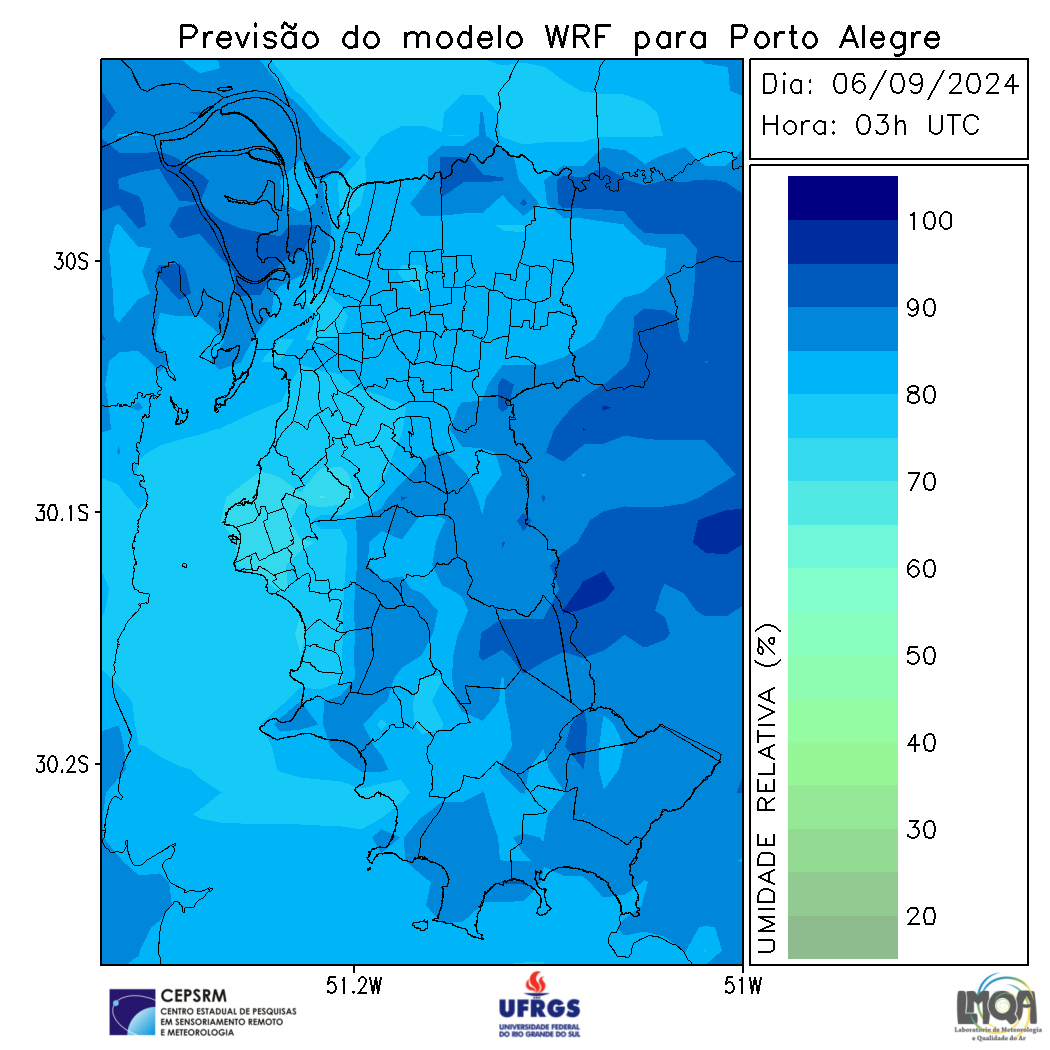 Previsão do modelo WRF para Porto Alegre
Dia: 06/09/2024
Hora: 03h UTC
30S
30.1S
30.2S
51.2W
51W
100
90
80
70
60
50
40
30
20
UMIDADE RELATIVA (%)
CEPSRM
CENTRO ESTADUAL DE PESQUISAS
EM SENSORIAMENTO REMOTO
E METEOROLOGIA
UFRGS
UNIVERSIDADE FEDERAL
DO RIO GRANDE DO SUL
LMQA
Laboratório de Meteorologia
e Qualidade do Ar